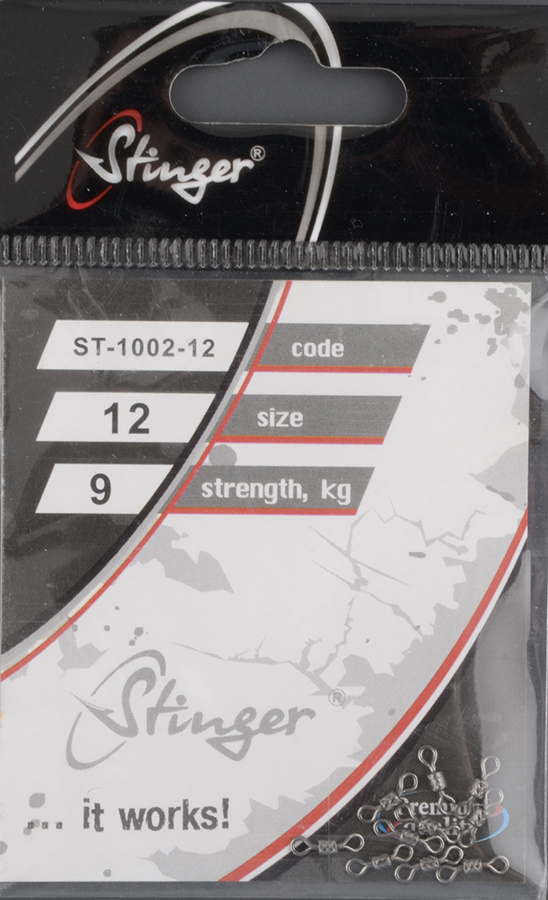 Stinger®
ST-1002-12 code
12 size
9 strength, kg
Stinger®
... it works!